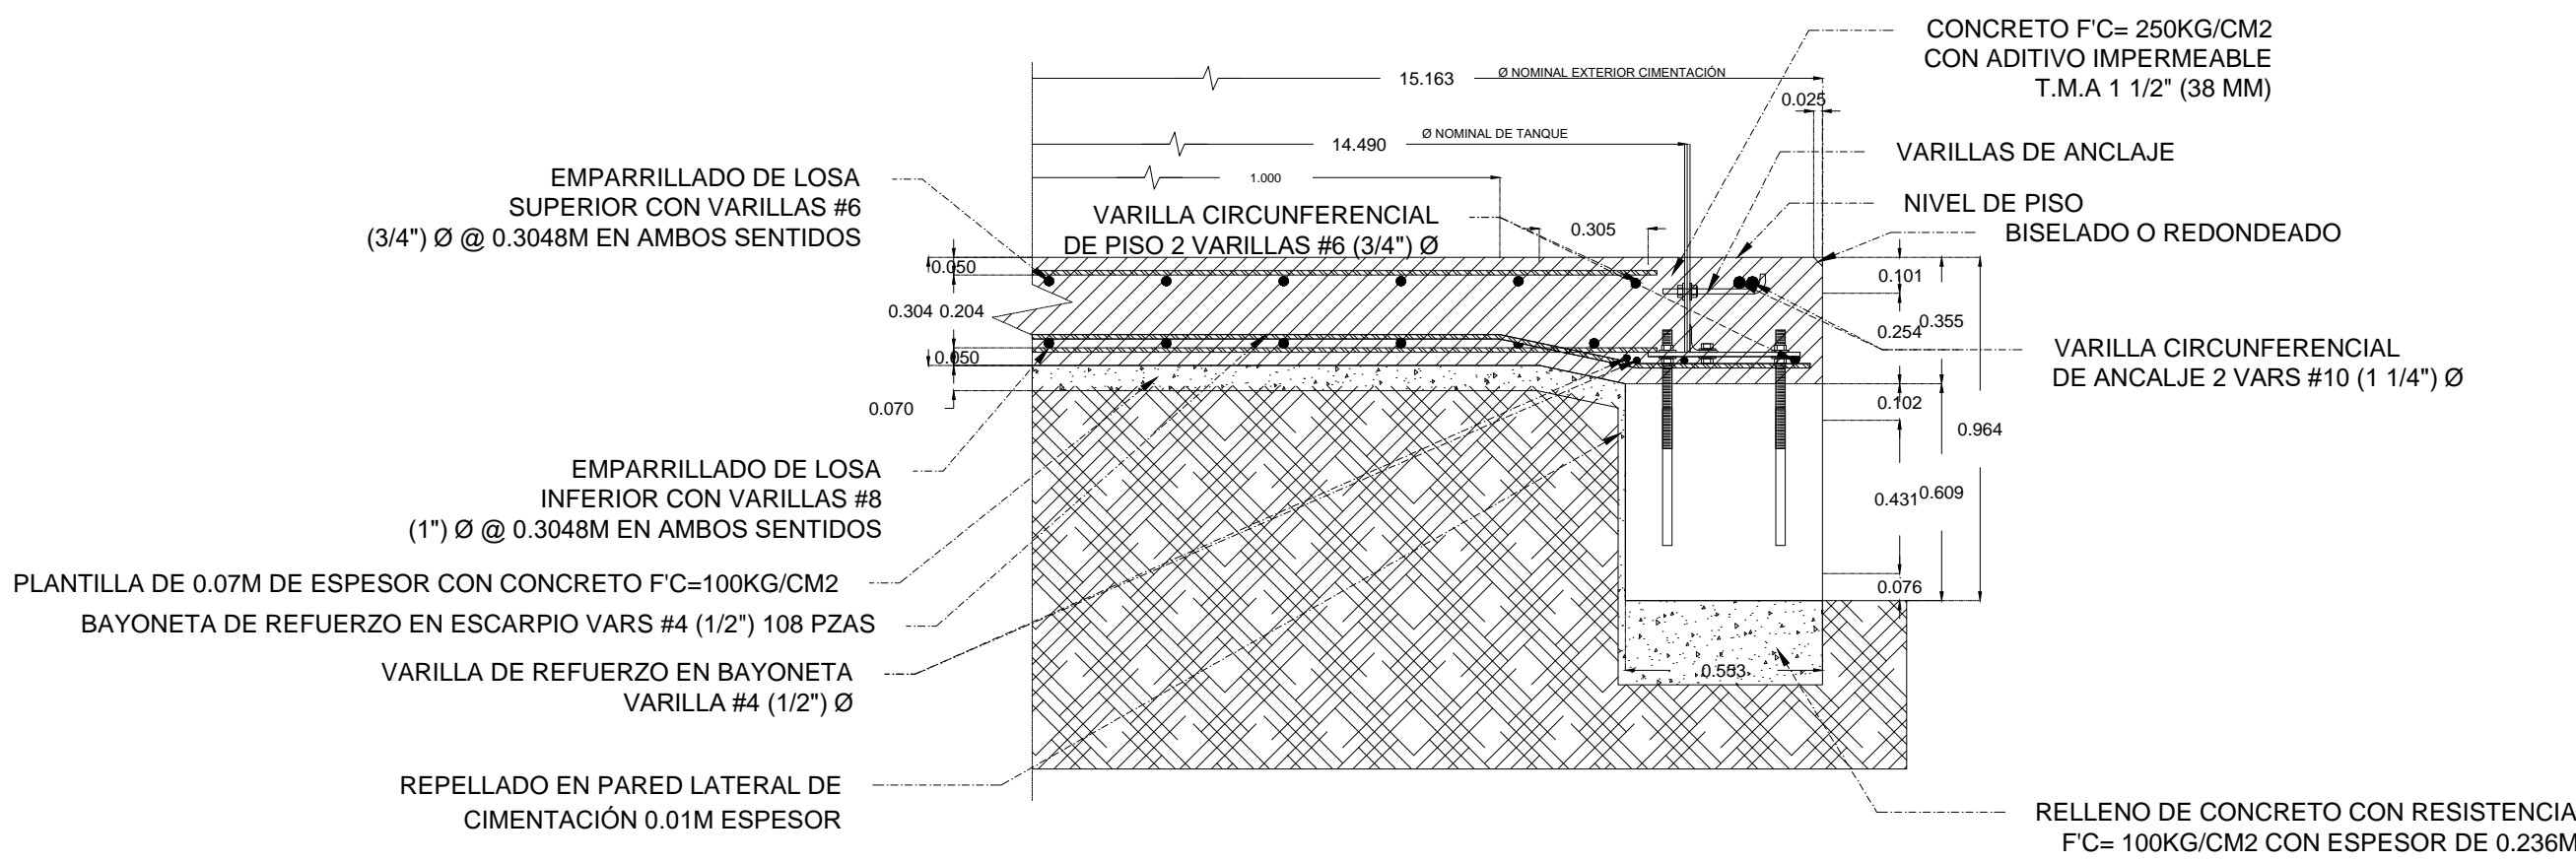 CONCRETO F'C= 250KG/CM2
CON ADITIVO IMPERMEABLE
T.M.A 1 1/2" (38 MM)
15.163
Ø NOMINAL EXTERIOR CIMENTACIÓN
0.025
14.490
Ø NOMINAL DE TANQUE
VARILLAS DE ANCLAJE
1.000
EMPARRILLADO DE LOSA
SUPERIOR CON VARILLAS #6
(3/4") Ø @ 0.3048M EN AMBOS SENTIDOS
VARILLA CIRCUNFERENCIAL
DE PISO 2 VARILLAS #6 (3/4") Ø
0.305
NIVEL DE PISO
BISELADO O REDONDEADO
0.050
0.304
0.204
0.050
0.070
0.101
0.254
0.355
0.102
0.964
0.431
0.609
0.076
VARILLA CIRCUNFERENCIAL
DE ANCALJE 2 VARS #10 (1 1/4") Ø
EMPARRILLADO DE LOSA
INFERIOR CON VARILLAS #8
(1") Ø @ 0.3048M EN AMBOS SENTIDOS
PLANTILLA DE 0.07M DE ESPESOR CON CONCRETO F'C=100KG/CM2
BAYONETA DE REFUERZO EN ESCARPIO VARS #4 (1/2") 108 PZAS
VARILLA DE REFUERZO EN BAYONETA
VARILLA #4 (1/2") Ø
0.553
REPELLADO EN PARED LATERAL DE
CIMENTACIÓN 0.01M ESPESOR
RELLENO DE CONCRETO CON RESISTENCIA
F'C= 100KG/CM2 CON ESPESOR DE 0.236M